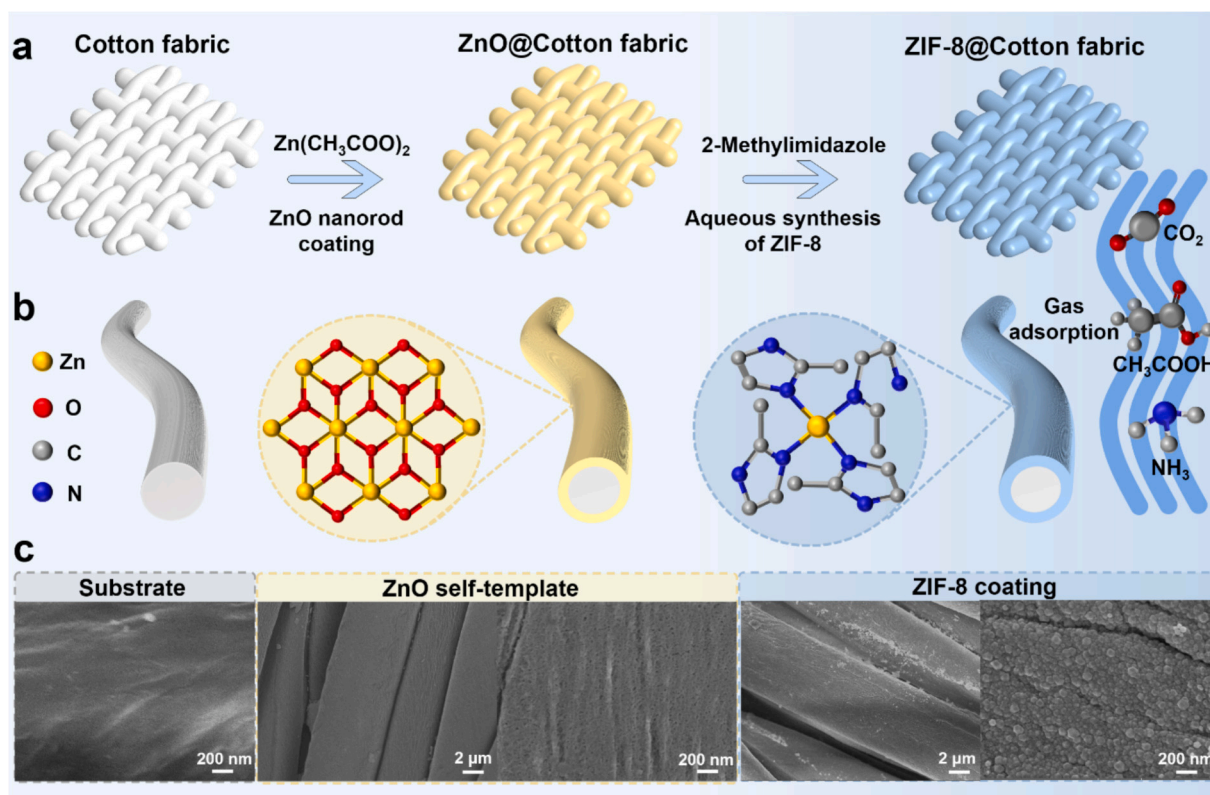 a
Cotton fabric
ZnO@Cotton fabric
ZIF-8@Cotton fabric
Zn(CH₃COO)₂
ZnO nanorod
coating
2-Methylimidazole
Aqueous synthesis
of ZIF-8
CO₂
Gas
adsorption
CH₃COOH
NH₃
b
Zn
O
C
N
c
Substrate
ZnO self-template
ZIF-8 coating
200 nm
2 µm
200 nm
2 µm
200 nm